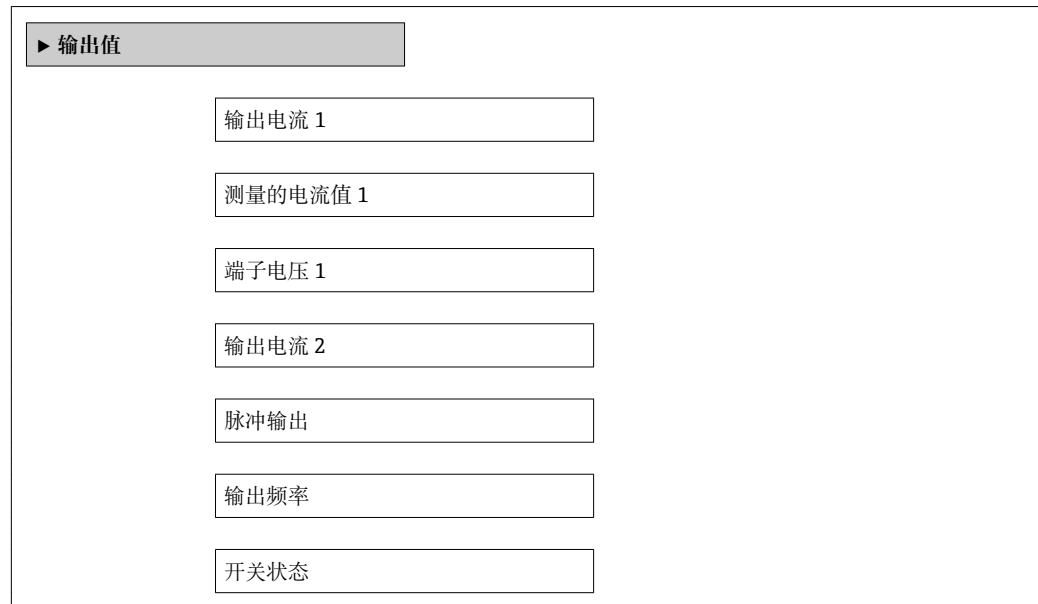 ▶ 输出值
输出电流 1
测量的电流值 1
端子电压 1
输出电流 2
脉冲输出
输出频率
开关状态